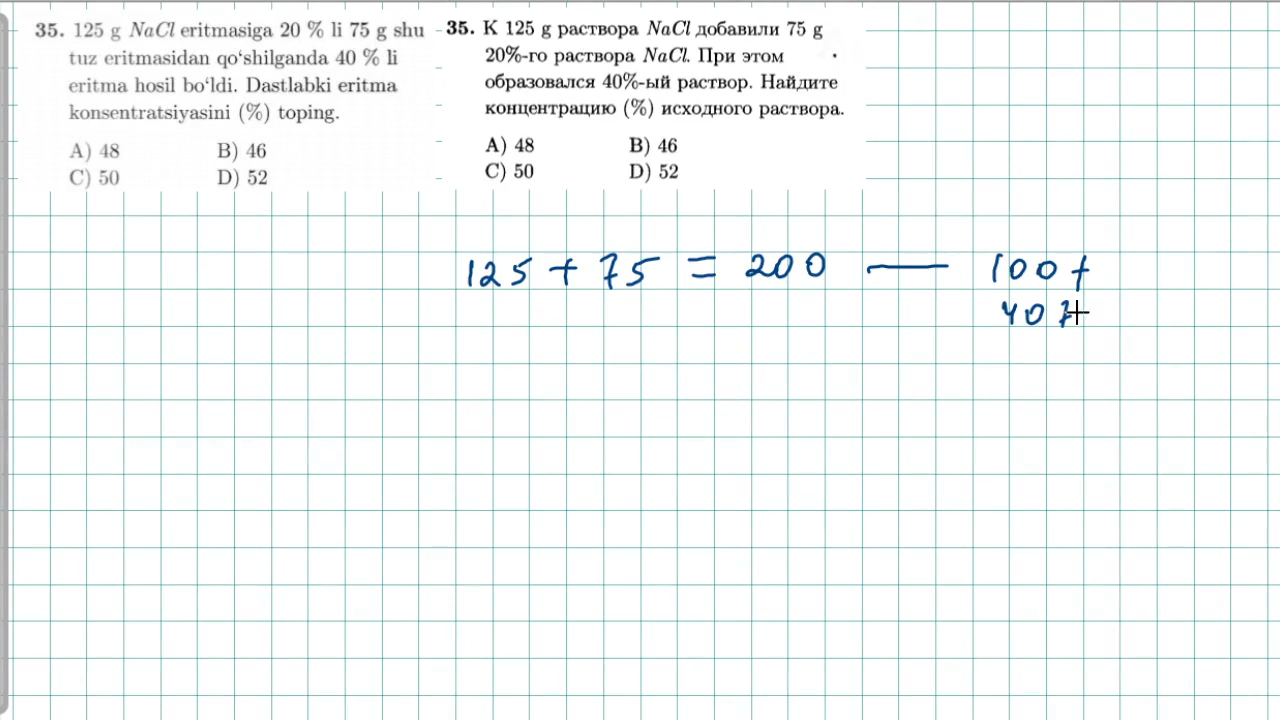 35. 125 g NaCl eritmasiga 20 % li 75 g shu
tuz eritmasidan qo‘shilganda 40 % li
eritma hosil bo‘ldi. Dastlabki eritma
konsentratsiyasini (%) toping.
A) 48 B) 46
C) 50 D) 52
35. К 125 g раствора NaCl добавили 75 g
20%-го раствора NaCl. При этом
образовался 40%-ый раствор. Найдите
концентрацию (%) исходного раствора.
A) 48 B) 46
C) 50 D) 52
125 + 75 = 200 — 100
40